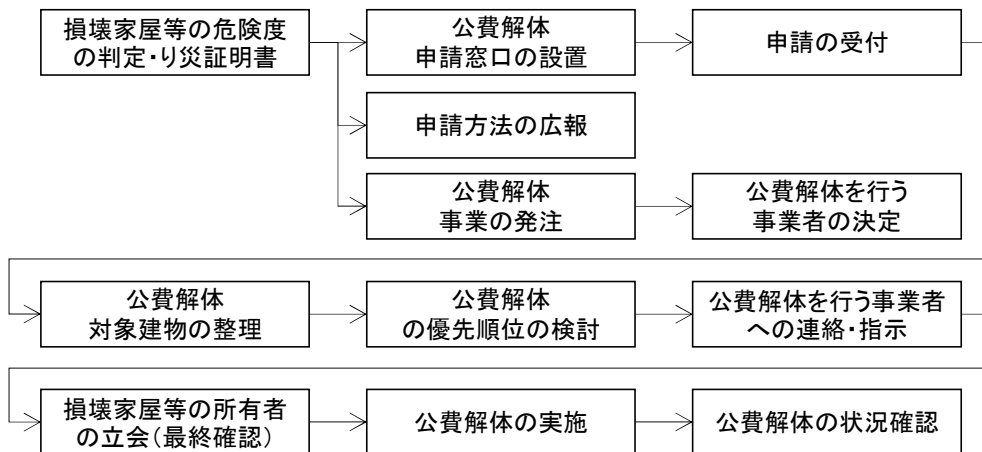 損壊家屋等の危険度
の判定・り災証明書
公費解体
申請窓口の設置
申請の受付
申請方法の広報
公費解体
事業の発注
公費解体を行う
事業者の決定
公費解体
対象建物の整理
公費解体
の優先順位の検討
公費解体を行う事業者
への連絡・指示
損壊家屋等の所有者
の立会（最終確認）
公費解体の実施
公費解体の状況確認